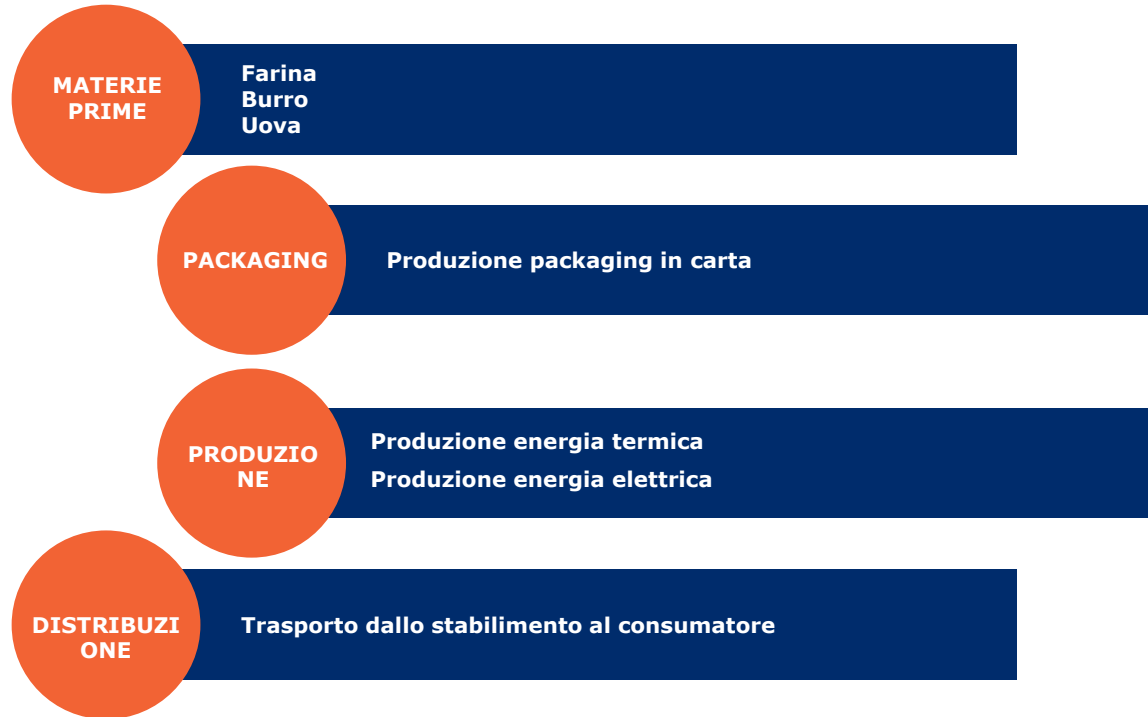 MATERIE
PRIME
Farina
Burro
Uova
PACKAGING
Produzione packaging in carta
PRODUZIO
NE
Produzione energia termica
Produzione energia elettrica
DISTRIBUZI
ONE
Trasporto dallo stabilimento al consumatore